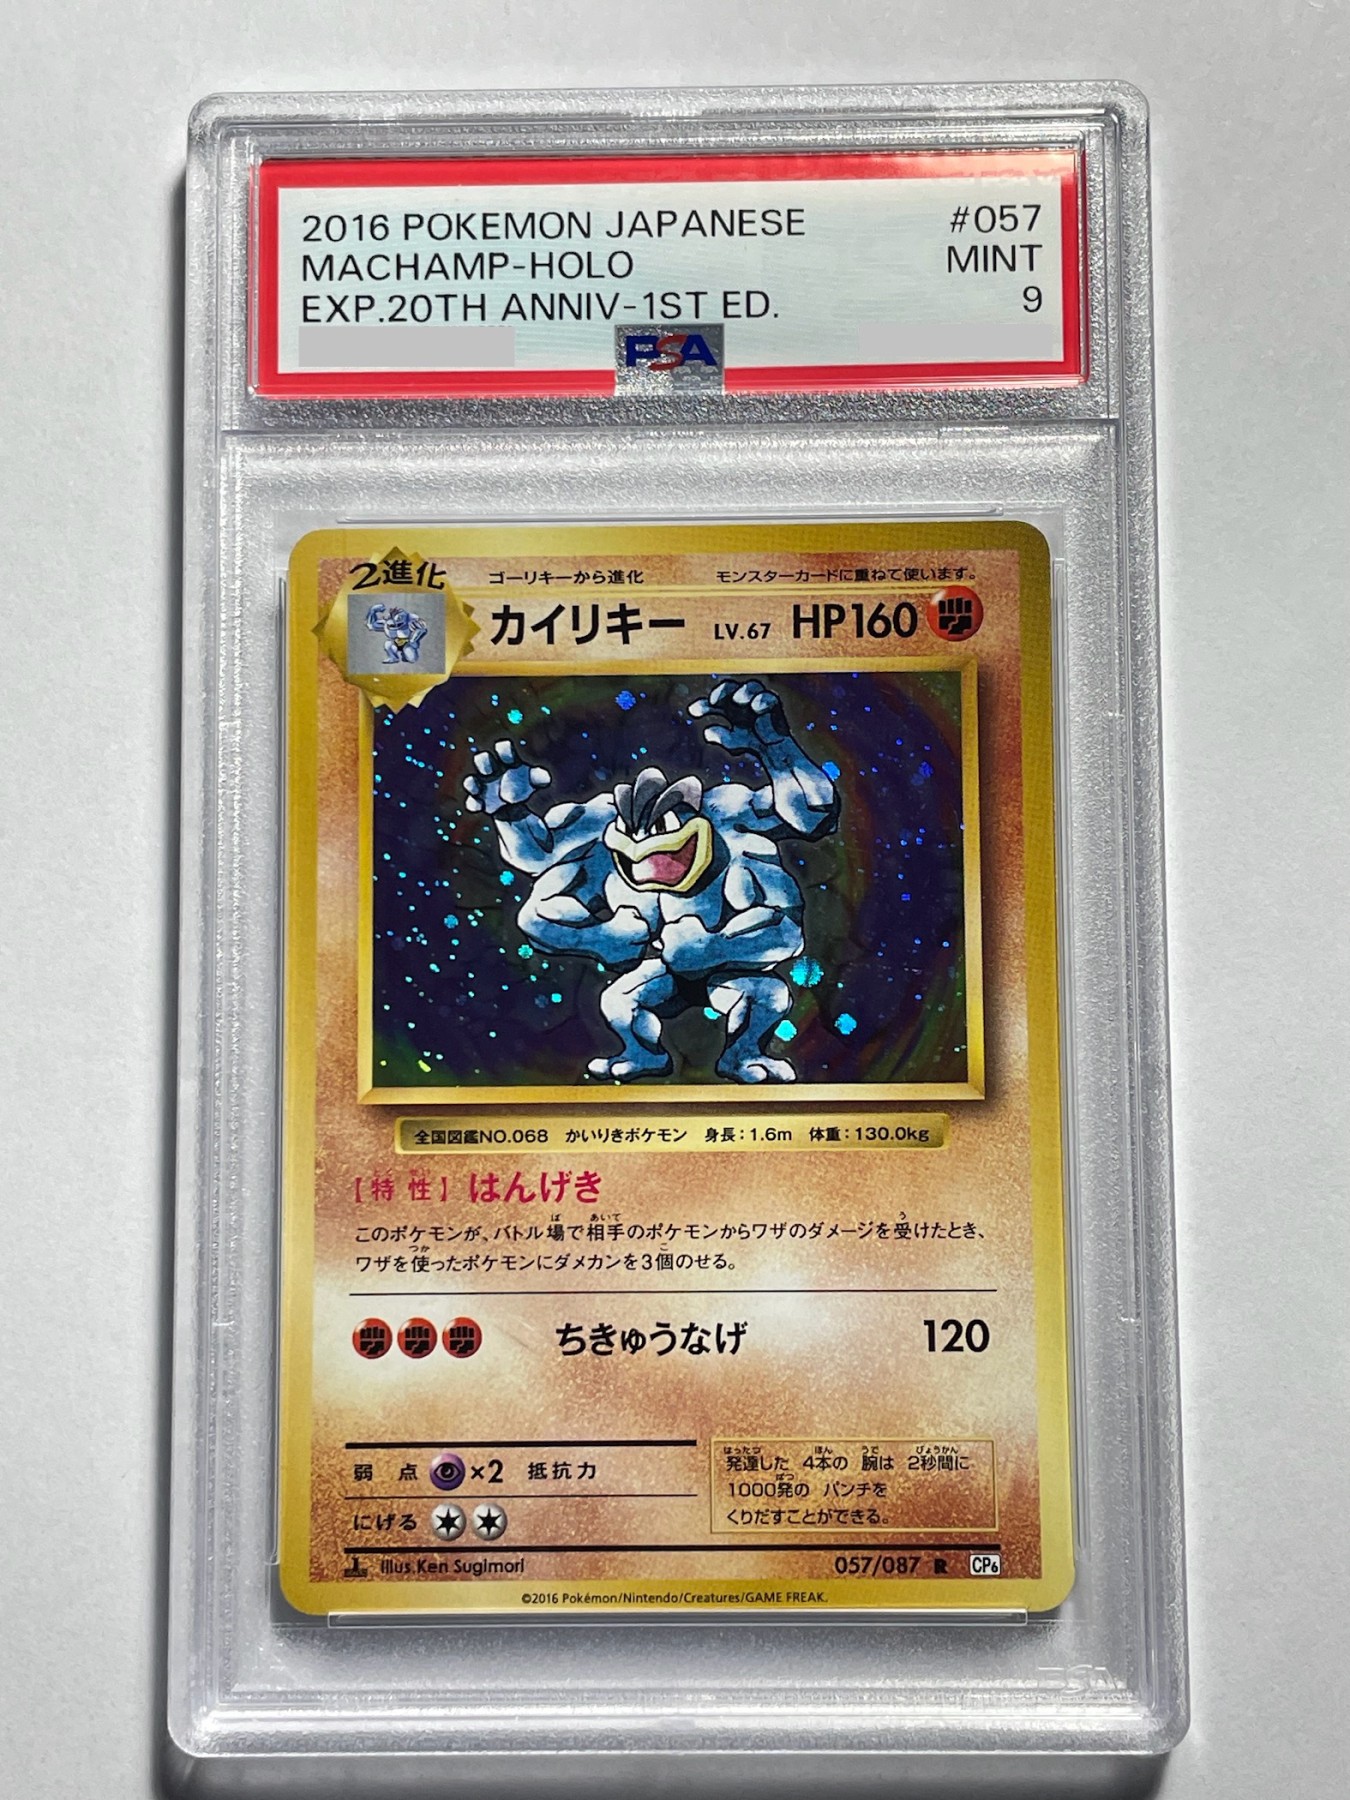 2016 POKEMON JAPANESE #057
MACHAMP-HOLO MINT
EXP.20TH ANNIV-1ST ED. 9
PSA
2進化 ゴーリキーから進化 モンスターカードに重ねて使います。
カイリキー LV.67 HP160
全国図鑑NO.068 かいりきポケモン 身長:1.6m 体重:130.0kg
[特性] はんげき
このポケモンが、バトル場で相手のポケモンからワザのダメージを受けたとき、
ワザを使ったポケモンにダメカンを3個のせる。
ちきゅうなげ 120
弱点 ×2 抵抗力
にげる
発達した 4本の 腕は 2秒間に
1000発の パンチを
くりだすことができる。
Illus.Ken Sugimori 057/087 R CP6
©2016 Pokémon/Nintendo/Creatures/GAME FREAK.
PSA